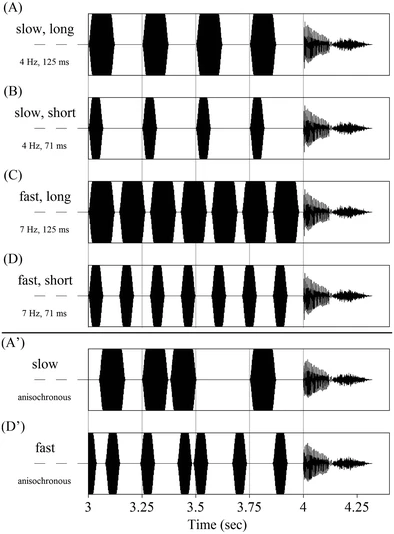 (A)
slow, long
4 Hz, 125 ms
(B)
slow, short
4 Hz, 71 ms
(C)
fast, long
7 Hz, 125 ms
(D)
fast, short
7 Hz, 71 ms
(A')
slow
anisochronous
(D')
fast
anisochronous
3 3.25 3.5 3.75 4 4.25
Time (sec)